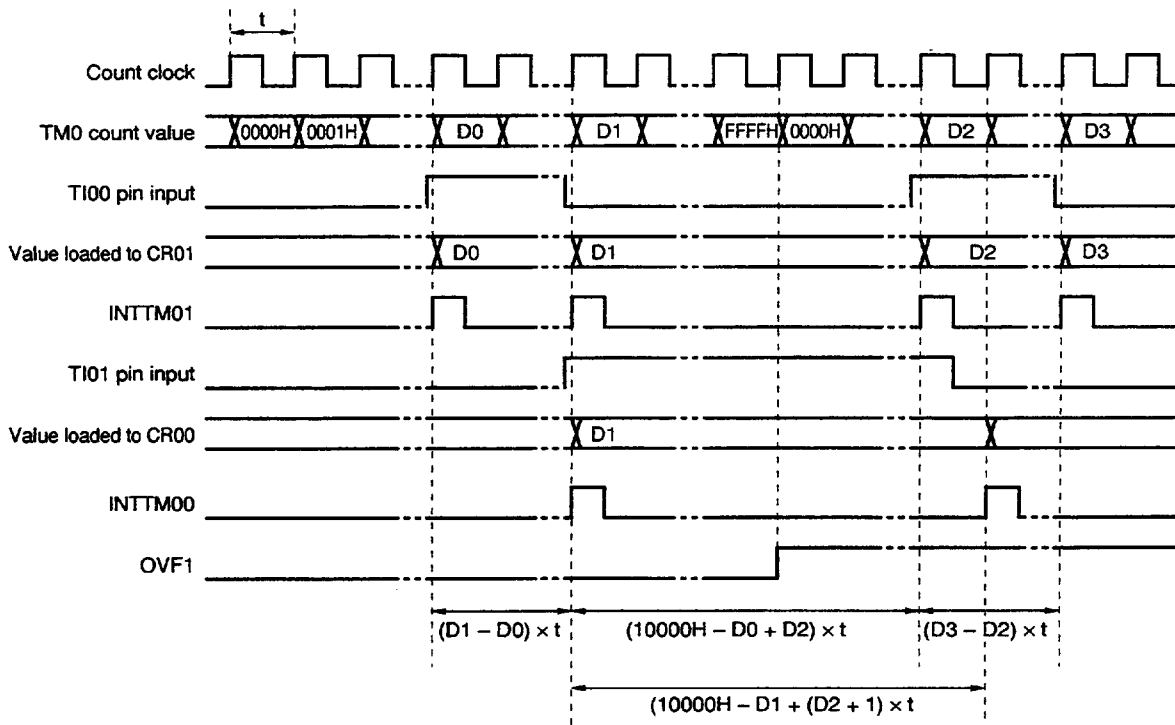 t
Count clock
TM0 count value
0000H 0001H D0 D1 FFFFH 0000H D2 D3
TI00 pin input
Value loaded to CR01
D0 D1 D2 D3
INTTM01
TI01 pin input
Value loaded to CR00
D1
INTTM00
OVF1
(D1 – D0) × t (10000H – D0 + D2) × t (D3 – D2) × t
(10000H – D1 + (D2 + 1) × t